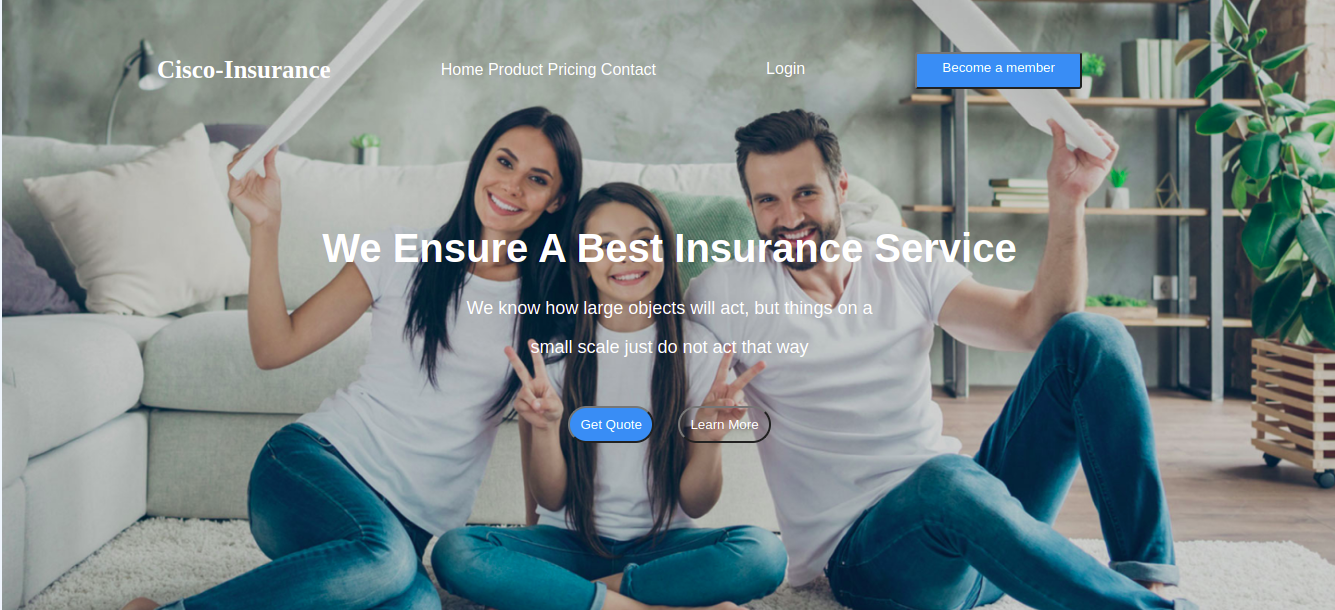 Cisco-Insurance
Home Product Pricing Contact
Login
Become a member
We Ensure A Best Insurance Service
We know how large objects will act, but things on a
small scale just do not act that way
Get Quote
Learn More